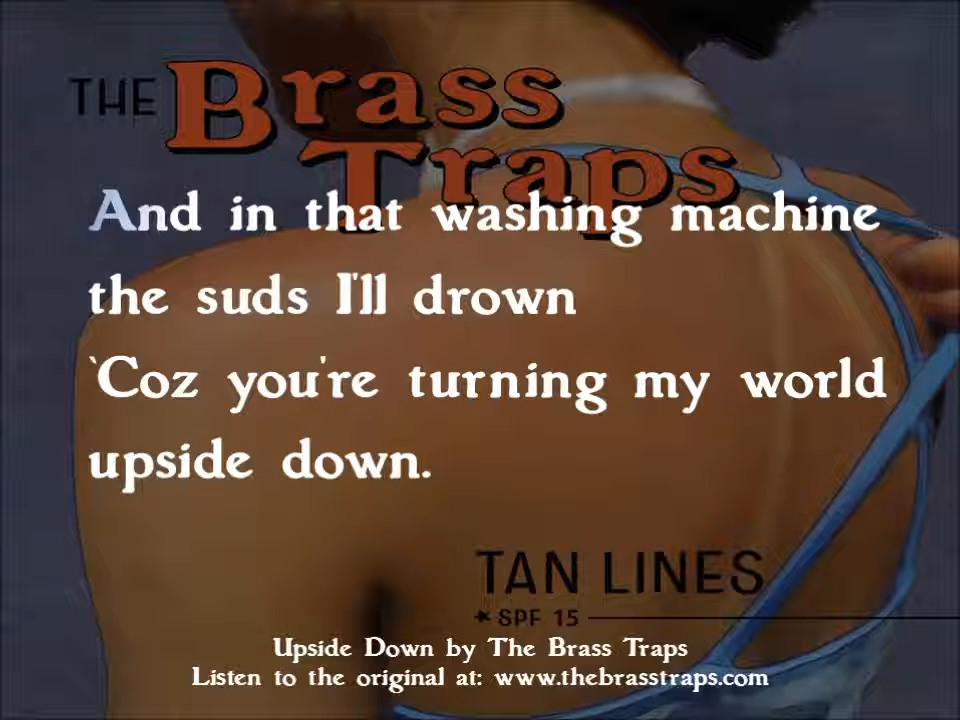 THE Brass
Traps
And in that washing machine
the suds I'll drown
'Coz you're turning my world
upside down.
TAN LINES
★ SPF 15
Upside Down by The Brass Traps
Listen to the original at: www.thebrasstraps.com